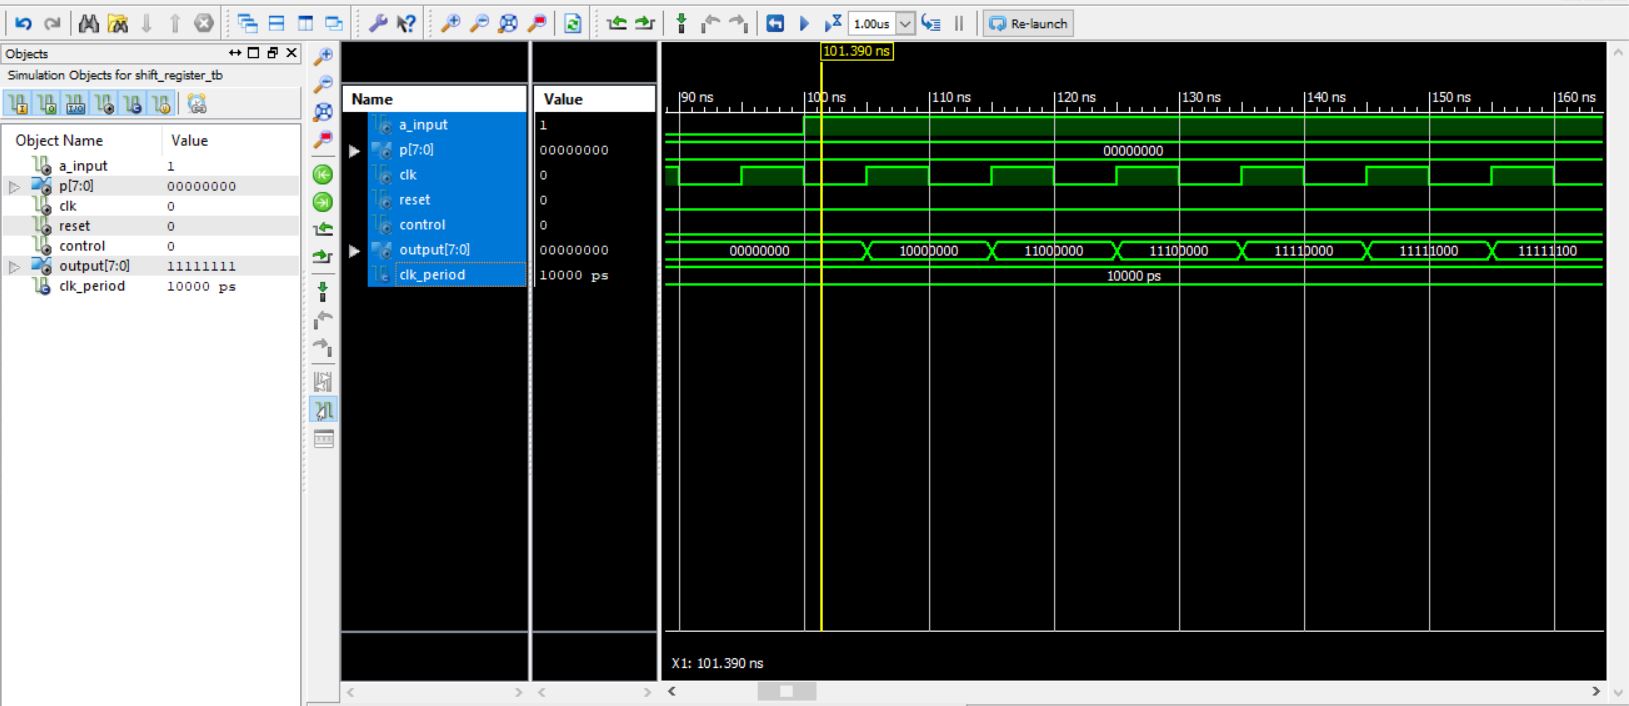 1.00us
Re-launch
Objects
Simulation Objects for shift_register_tb
Object Name Value
a_input 1
p[7:0] 00000000
clk 0
reset 0
control 0
output[7:0] 11111111
clk_period 10000 ps
Name Value
a_input 1
p[7:0] 00000000
clk 0
reset 0
control 0
output[7:0] 00000000
clk_period 10000 ps
101.390 ns
90 ns 100 ns 110 ns 120 ns 130 ns 140 ns 150 ns 160 ns
00000000
00000000 10000000 11000000 11100000 11110000 11111000 11111100
10000 ps
X1: 101.390 ns